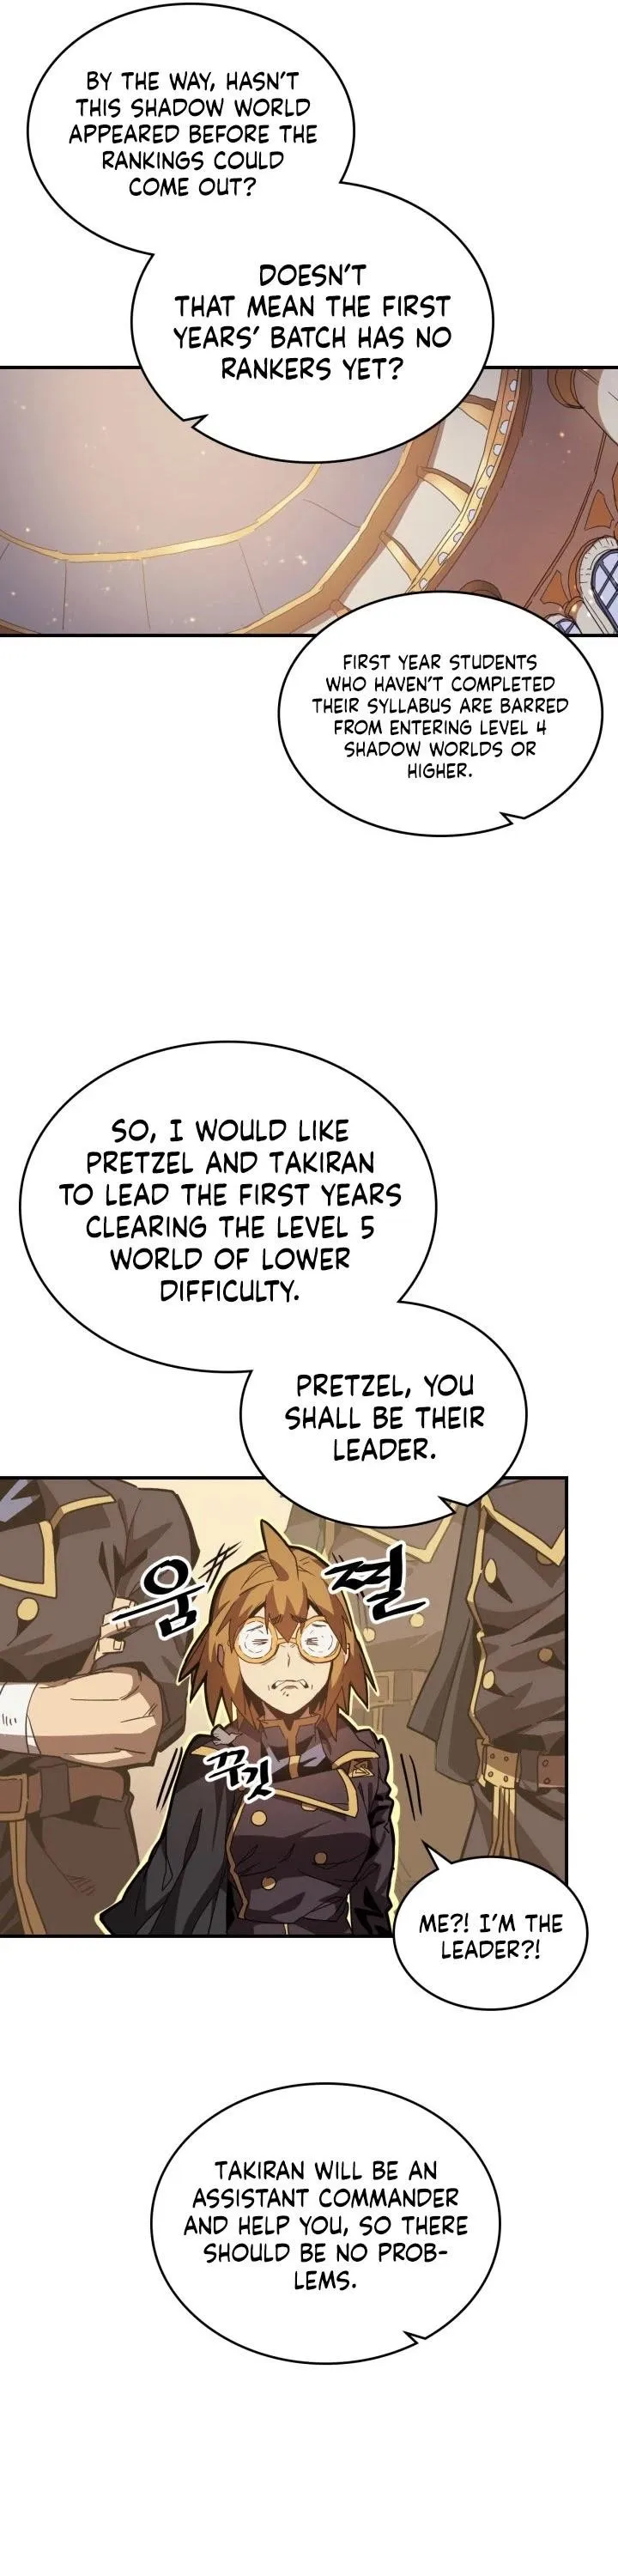 BY THE WAY, HASN'T
THIS SHADOW WORLD
APPEARED BEFORE THE
RANKINGS COULD
COME OUT?
DOESN'T
THAT MEAN THE FIRST
YEARS' BATCH HAS NO
RANKERS YET?
FIRST YEAR STUDENTS
WHO HAVEN'T COMPLETED
THEIR SYLLABUS ARE BARRED
FROM ENTERING LEVEL 4
SHADOW WORLDS OR
HIGHER.
SO, I WOULD LIKE
PRETZEL AND TAKIRAN
TO LEAD THE FIRST YEARS
CLEARING THE LEVEL 5
WORLD OF LOWER
DIFFICULTY.
PRETZEL, YOU
SHALL BE THEIR
LEADER.
움찔
꾸깃
ME?! I'M THE
LEADER?!
TAKIRAN WILL BE AN
ASSISTANT COMMANDER
AND HELP YOU, SO THERE
SHOULD BE NO PROB-
LEMS.